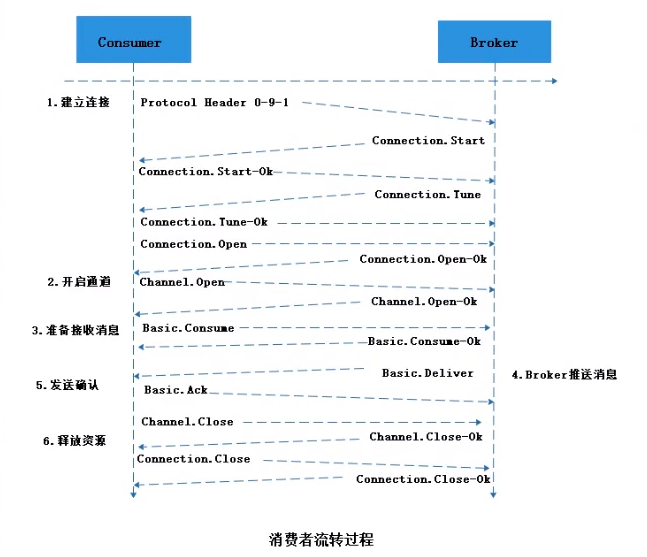 Consumer
Broker
1.建立连接
Protocol Header 0-9-1
Connection.Start
Connection.Start-Ok
Connection.Tune
Connection.Tune-Ok
Connection.Open
Connection.Open-Ok
2.开启通道
Channel.Open
Channel.Open-Ok
3.准备接收消息
Basic.Consume
Basic.Consume-Ok
Basic.Deliver
4.Broker推送消息
5.发送确认
Basic.Ack
Channel.Close
Channel.Close-Ok
6.释放资源
Connection.Close
Connection.Close-Ok
消费者流转过程